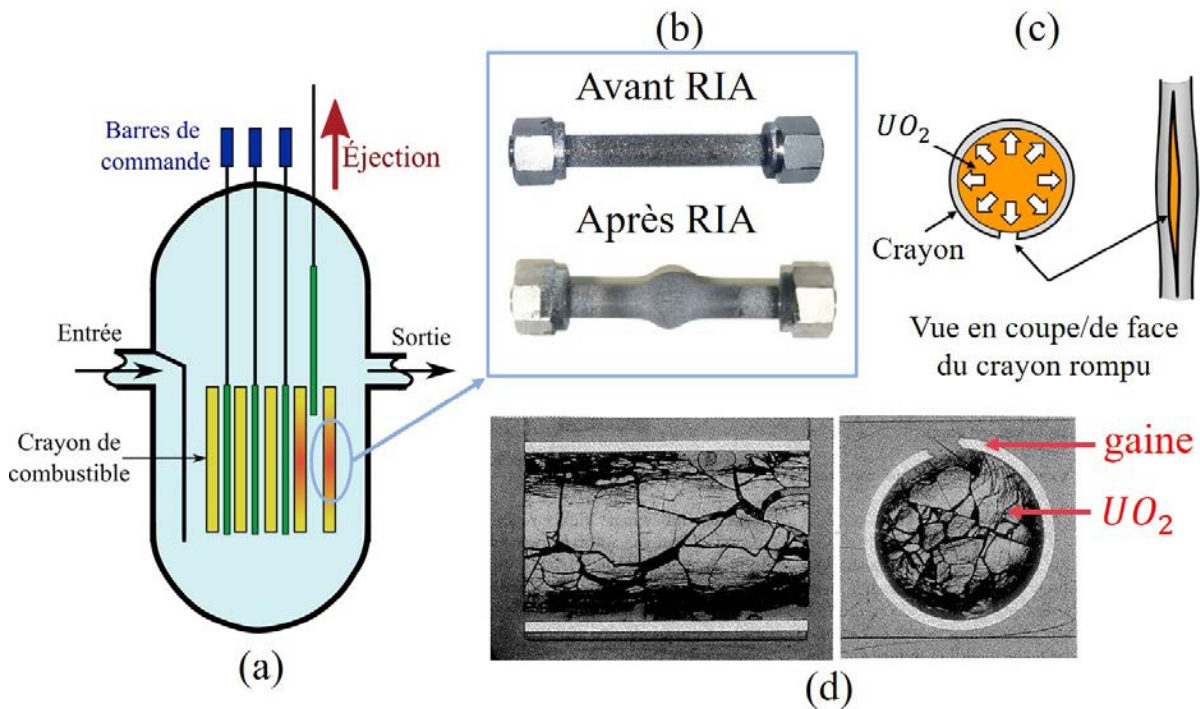 (b)
(c)
Avant RIA
Barres de
commande
Éjection
UO₂
Après RIA
Crayon
Entrée
Sortie
Vue en coupe/de face
du crayon rompu
Crayon de
combustible
gaine
UO₂
(a)
(d)